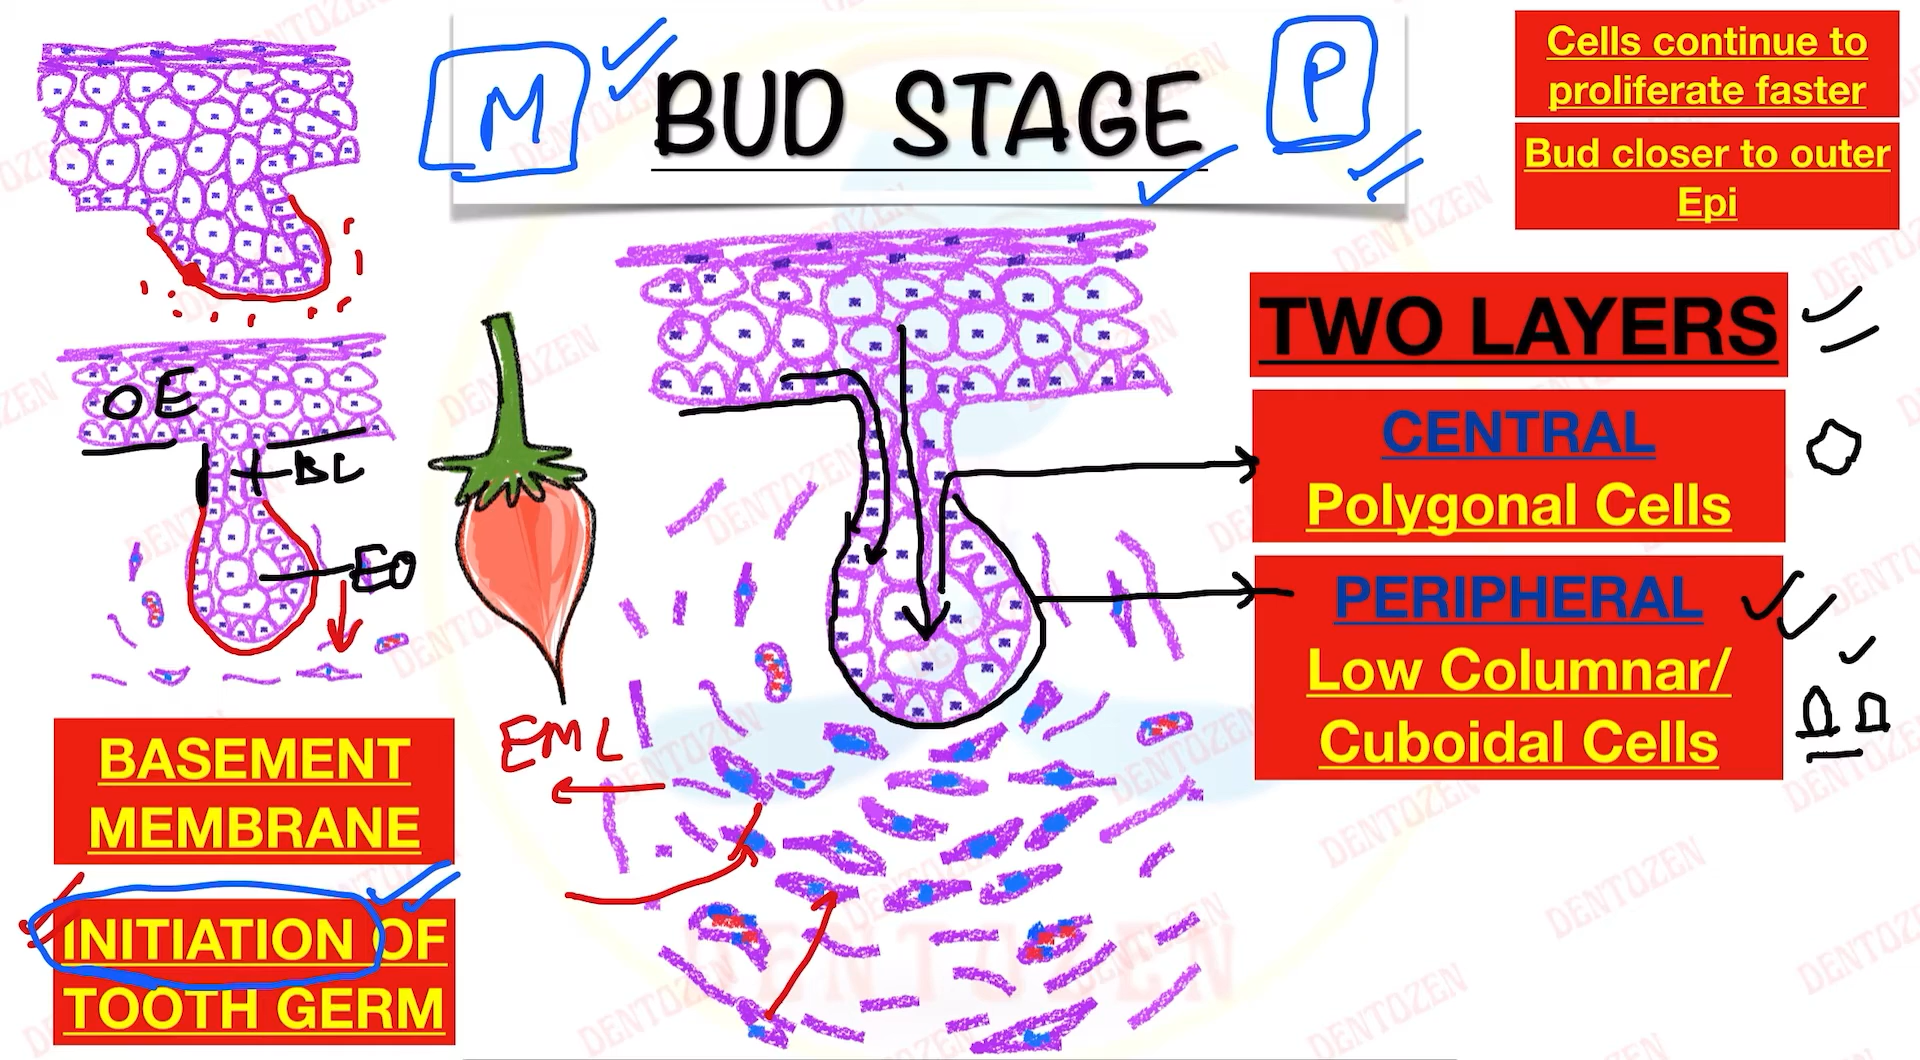 M
BUD STAGE
P
Cells continue to
proliferate faster
Bud closer to outer
Epi
TWO LAYERS
CENTRAL
Polygonal Cells
PERIPHERAL
Low Columnar/
Cuboidal Cells
OE
BL
EO
EML
BASEMENT
MEMBRANE
INITIATION OF
TOOTH GERM
DENTOZEN